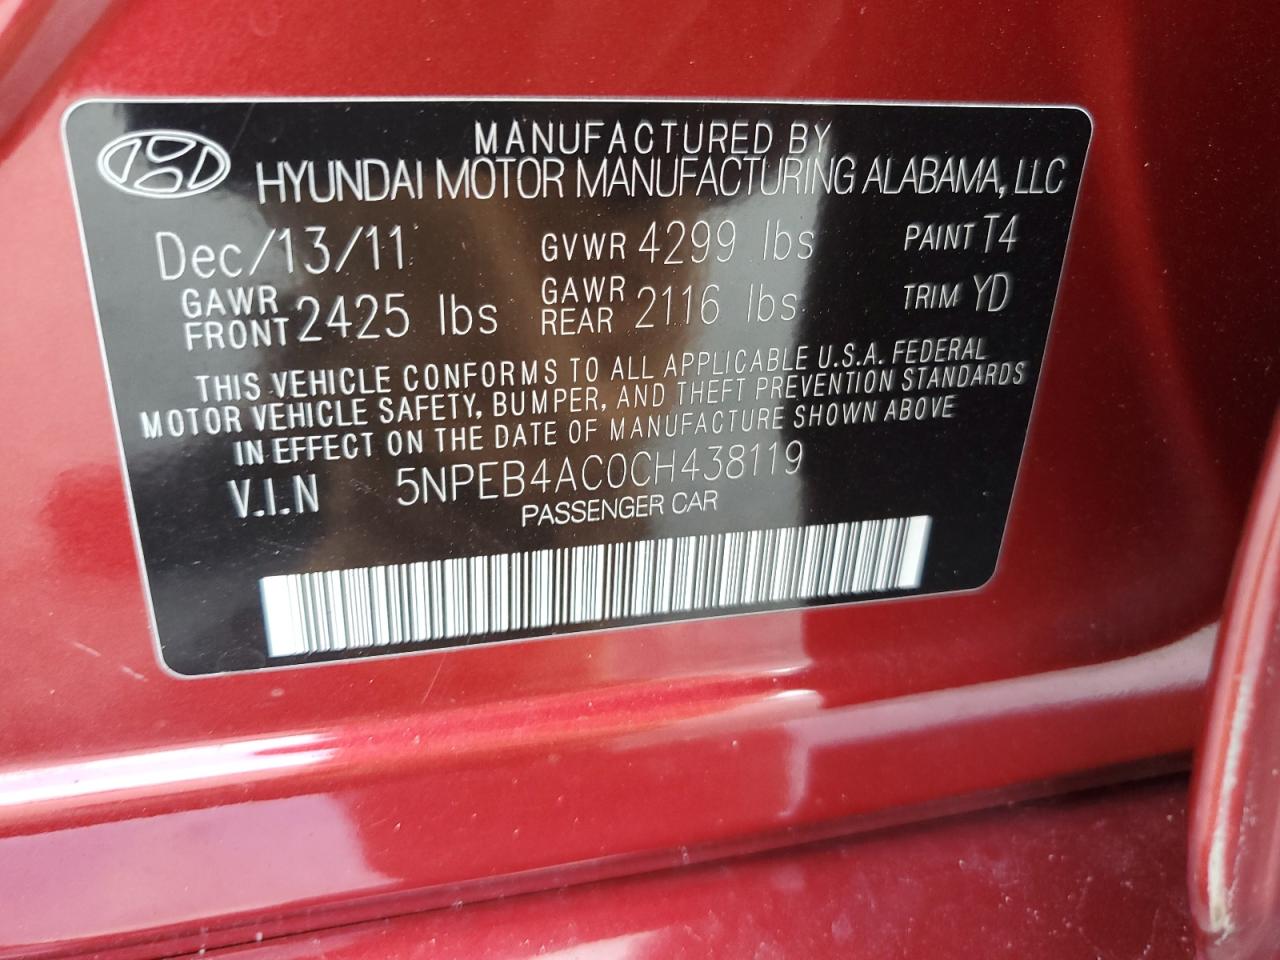 MANUFACTURED BY
HYUNDAI MOTOR MANUFACTURING ALABAMA, LLC
Dec/13/11 GVWR 4299 lbs PAINT T4
GAWR FRONT 2425 lbs GAWR REAR 2116 lbs TRIM YD
THIS VEHICLE CONFORMS TO ALL APPLICABLE U.S.A. FEDERAL
MOTOR VEHICLE SAFETY, BUMPER, AND THEFT PREVENTION STANDARDS
IN EFFECT ON THE DATE OF MANUFACTURE SHOWN ABOVE
V.I.N 5NPEB4AC0CH438119
PASSENGER CAR